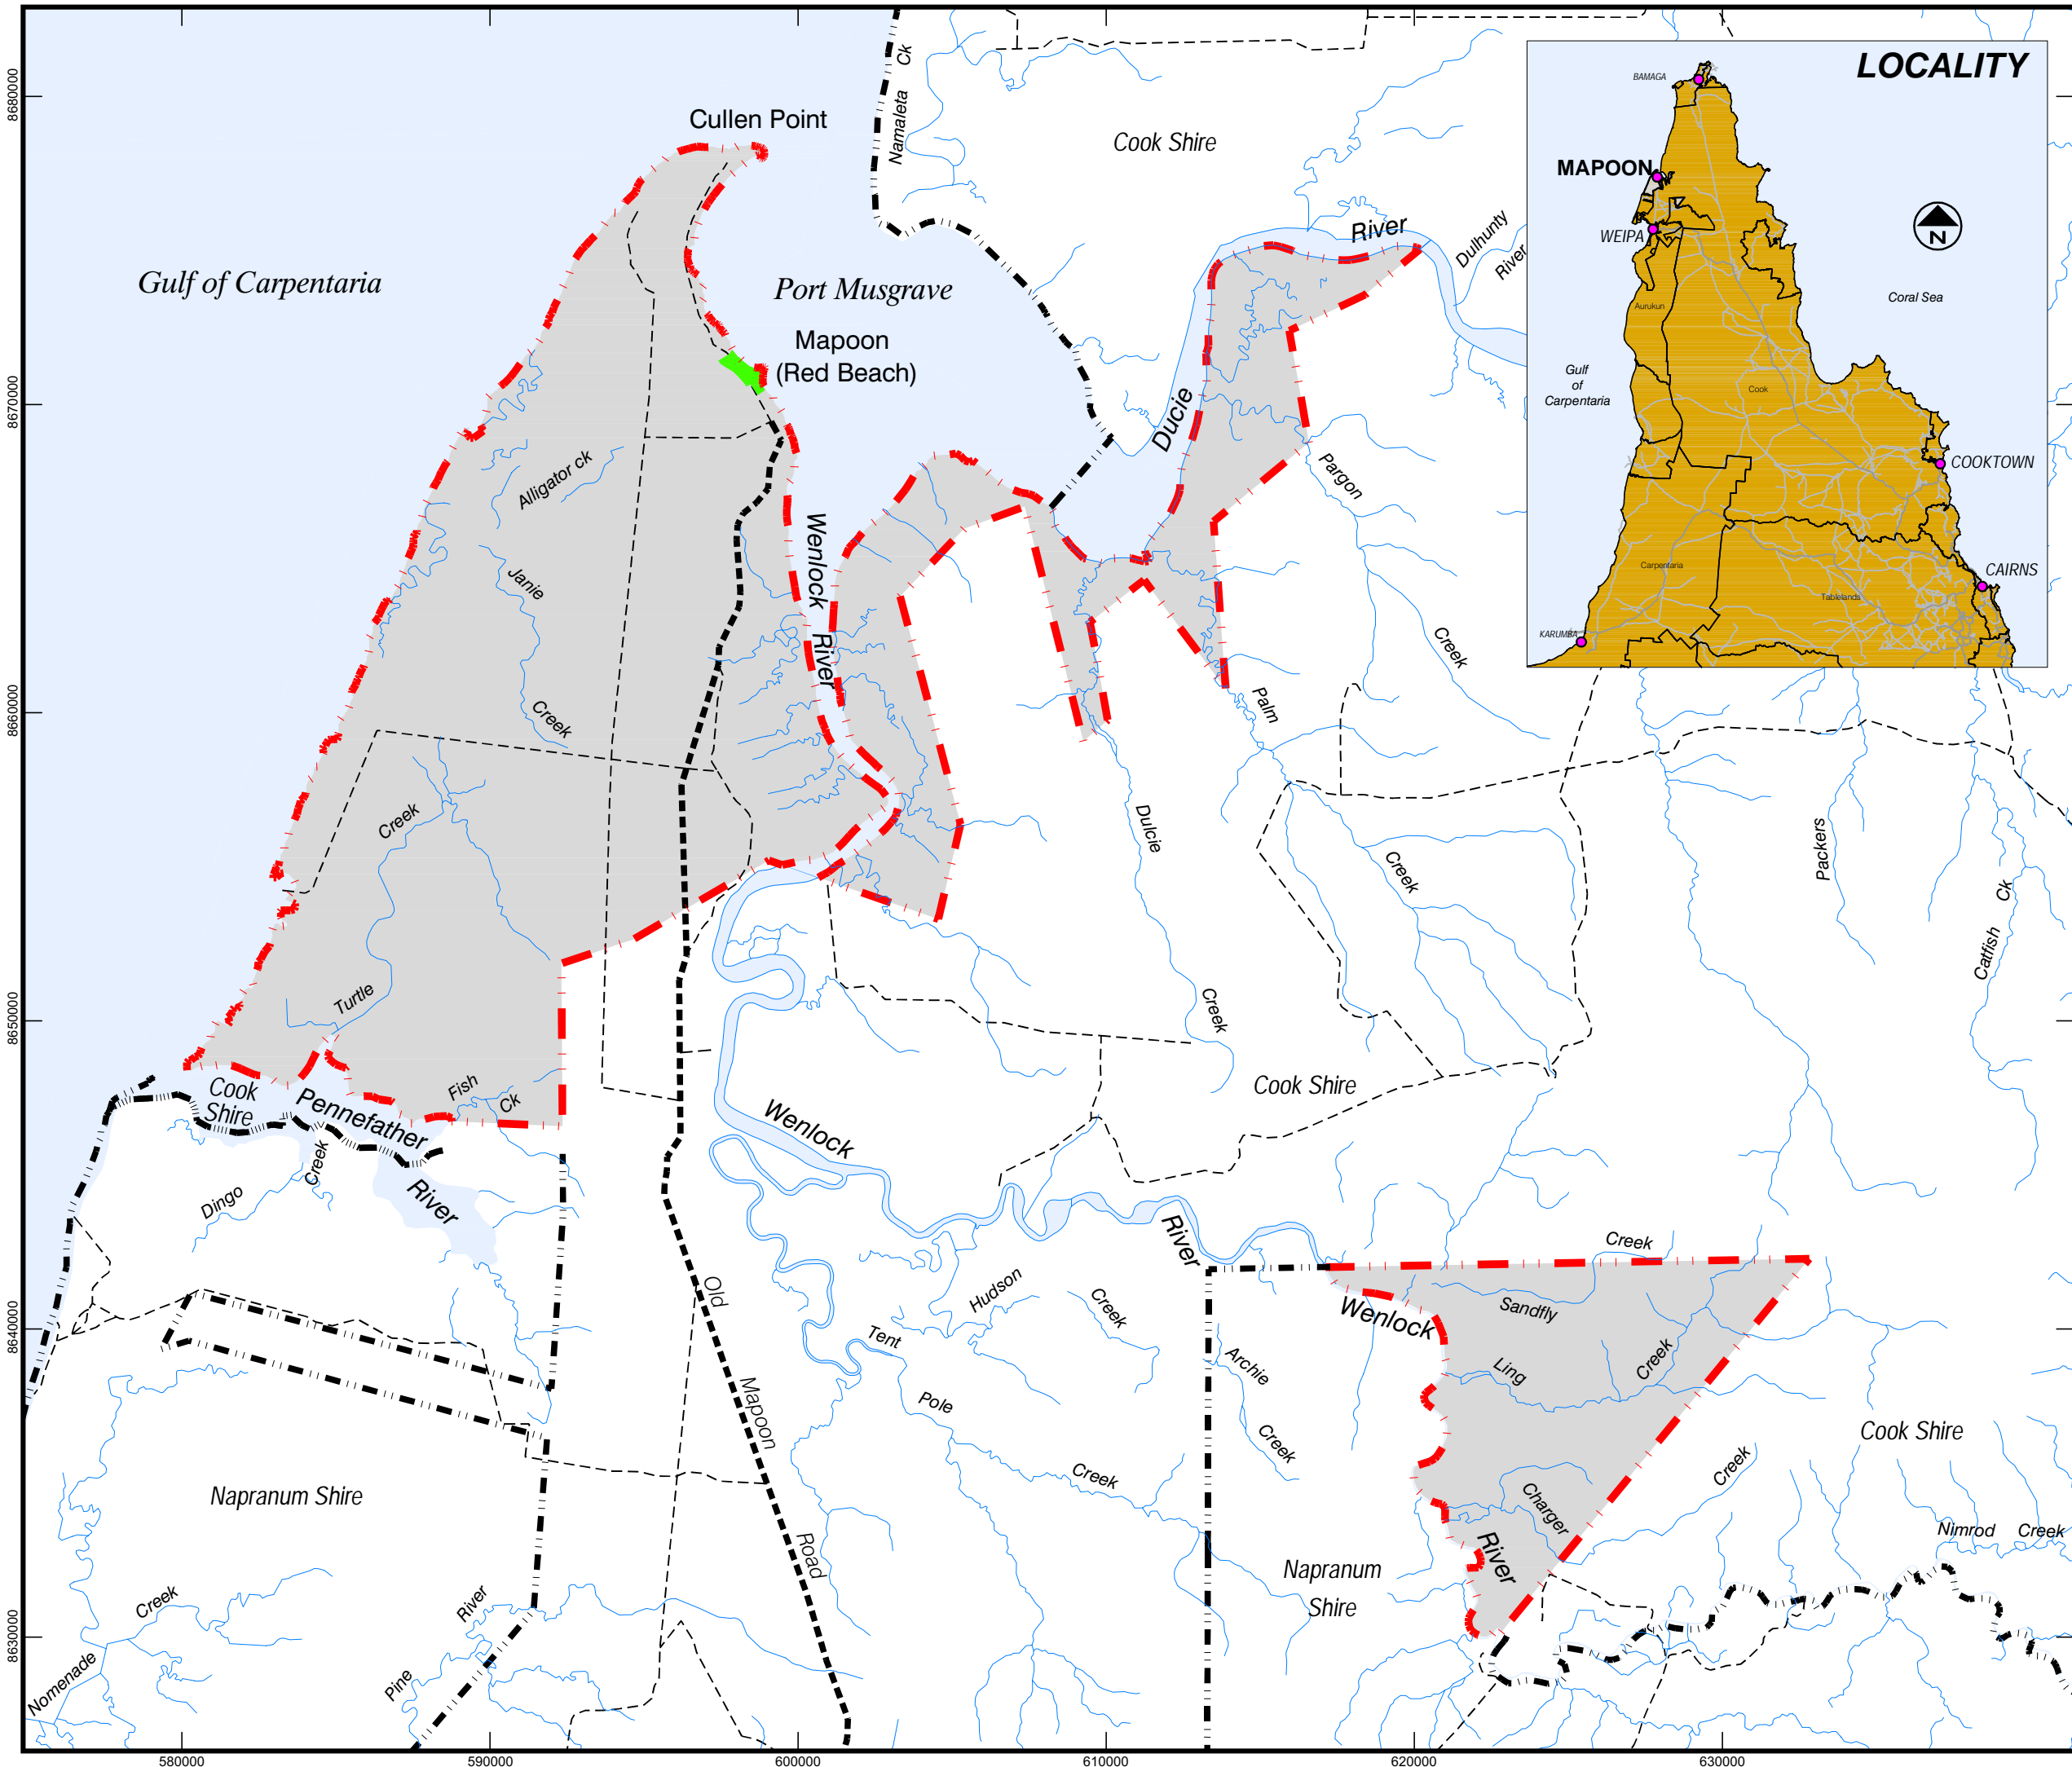 LOCALITY
BAMAGA
MAPOON
WEIPA
Aurukun
Coral Sea
Gulf
of
Carpentaria
Cook
COOKTOWN
Carpentaria
CAIRNS
Tablelands
KARUMBA
N
Cullen Point
Namaleta Ck
Cook Shire
River
Dulhunty
River
Gulf of Carpentaria
Port Musgrave
Mapoon
(Red Beach)
Ducie
Alligator ck
Pargon
Wenlock
River
Janie
Creek
Creek
Palm
Creek
Dulcie
Creek
Packers
Ck
Catfish
Turtle
Creek
Cook Shire
Cook
Shire
Fish
Ck
Pennefather
Creek
Wenlock
Dingo
River
River
Creek
Old
Hudson
Creek
Wenlock
Sandfly
Tent
Archie
Ling
Creek
Mapoon
Pole
Creek
Cook Shire
Creek
Creek
Napranum Shire
Charger
Nimrod Creek
Road
River
Napranum
Shire
Creek
River
Pine
Nomenade
8680000
8670000
8660000
8650000
8640000
8630000
580000
590000
600000
610000
620000
630000